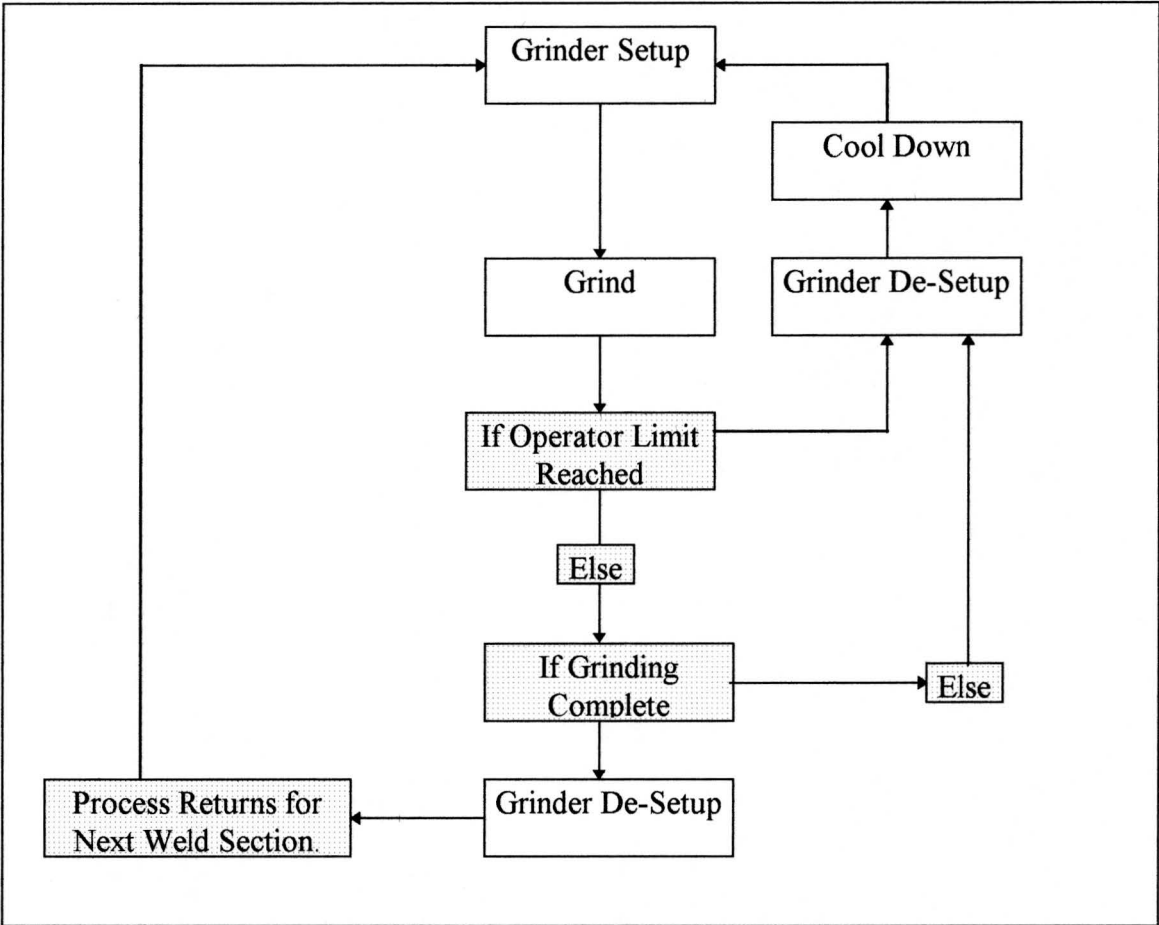 Grinder Setup
Cool Down
Grind
Grinder De-Setup
If Operator Limit
Reached
Else
If Grinding
Complete
Else
Process Returns for
Next Weld Section.
Grinder De-Setup